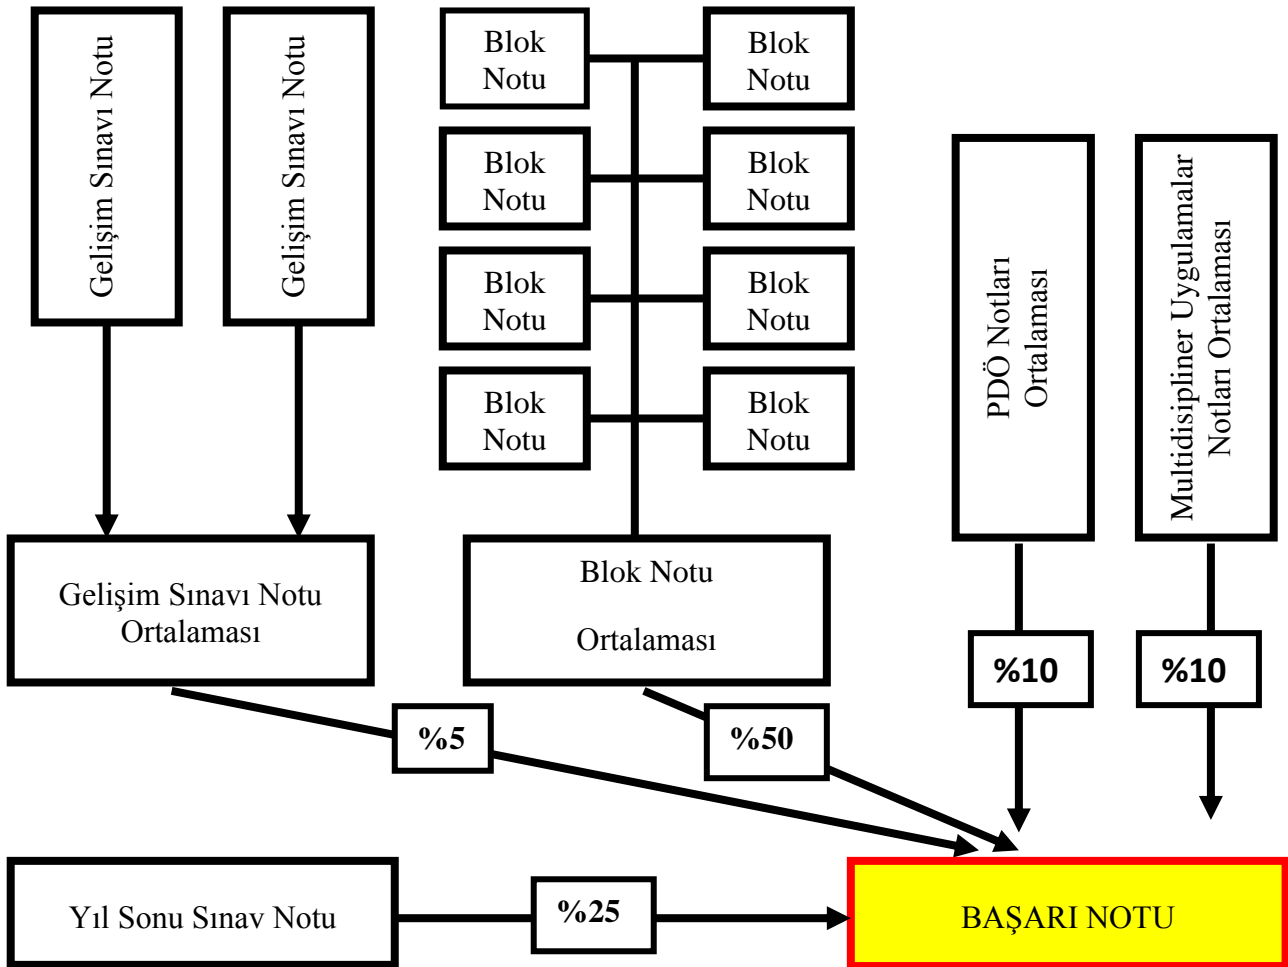 Gelişim Sınavı Notu
Gelişim Sınavı Notu
Blok
Notu
Blok
Notu
Blok
Notu
Blok
Notu
Blok
Notu
Blok
Notu
Blok
Notu
Blok
Notu
PDÖ Notları
Ortalaması
Multidisipliner Uygulamalar
Notları Ortalaması
Gelişim Sınavı Notu
Ortalaması
Blok Notu
Ortalaması
%10
%10
%5
%50
Yıl Sonu Sınav Notu
%25
BAŞARI NOTU